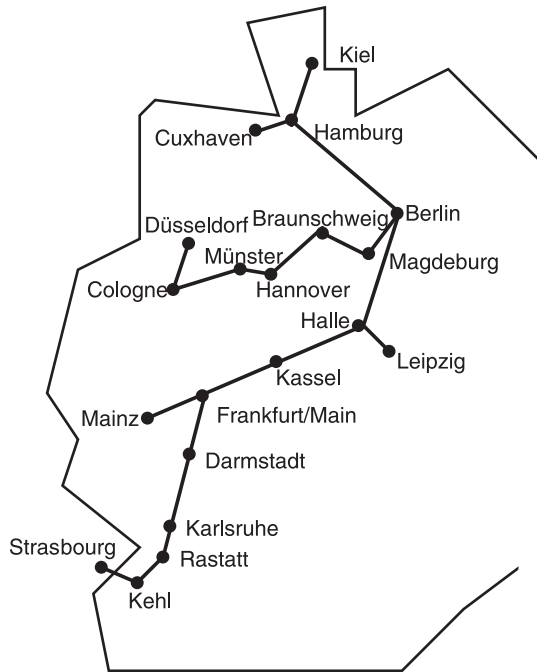 Kiel
Hamburg
Cuxhaven
Berlin
Braunschweig
Düsseldorf
Münster
Magdeburg
Cologne
Hannover
Halle
Leipzig
Kassel
Mainz
Frankfurt/Main
Darmstadt
Karlsruhe
Strasbourg
Rastatt
Kehl